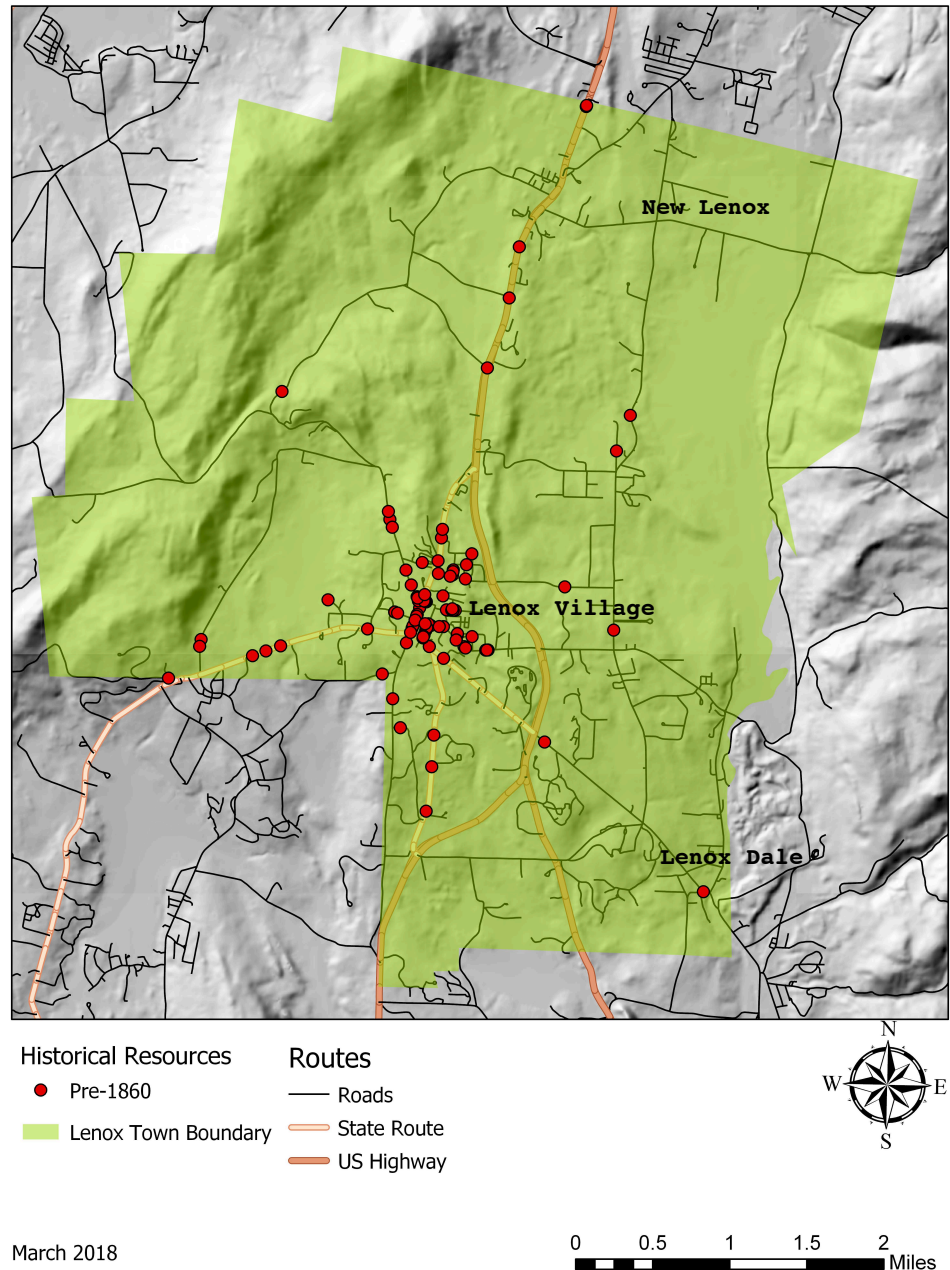 New Lenox
Lenox Village
Lenox Dale
N
W
E
S
Historical Resources
Pre-1860
Lenox Town Boundary
Routes
Roads
State Route
US Highway
March 2018
0 0.5 1 1.5 2
Miles